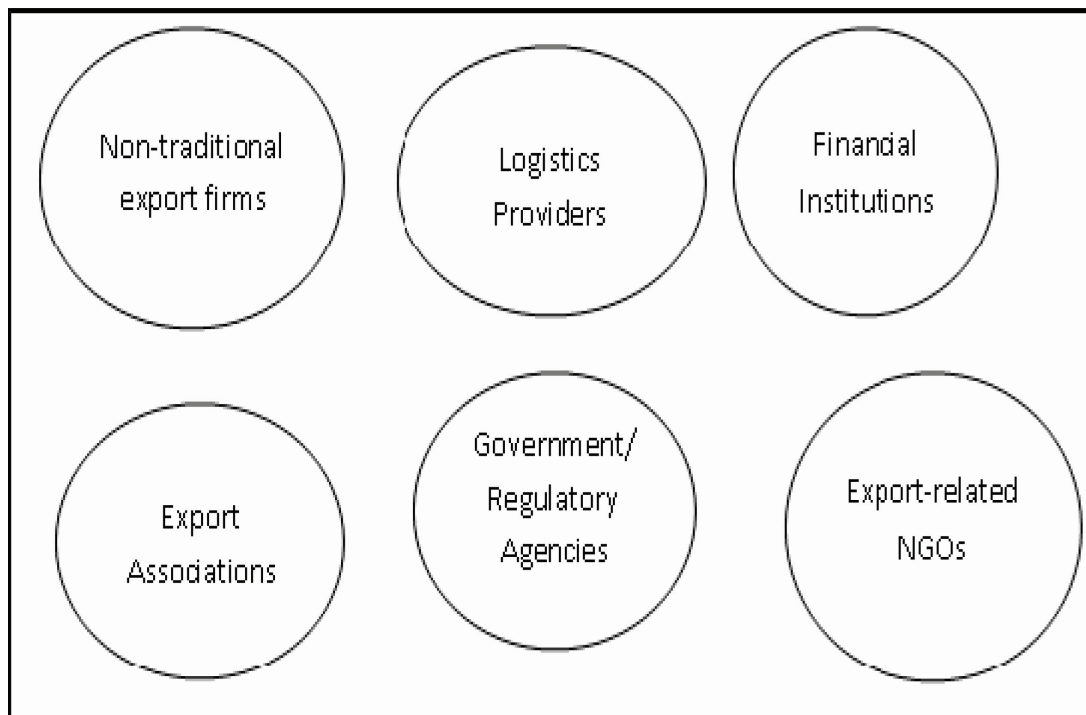 Non-traditional
export firms
Logistics
Providers
Financial
Institutions
Export
Associations
Government/
Regulatory
Agencies
Export-related
NGOs